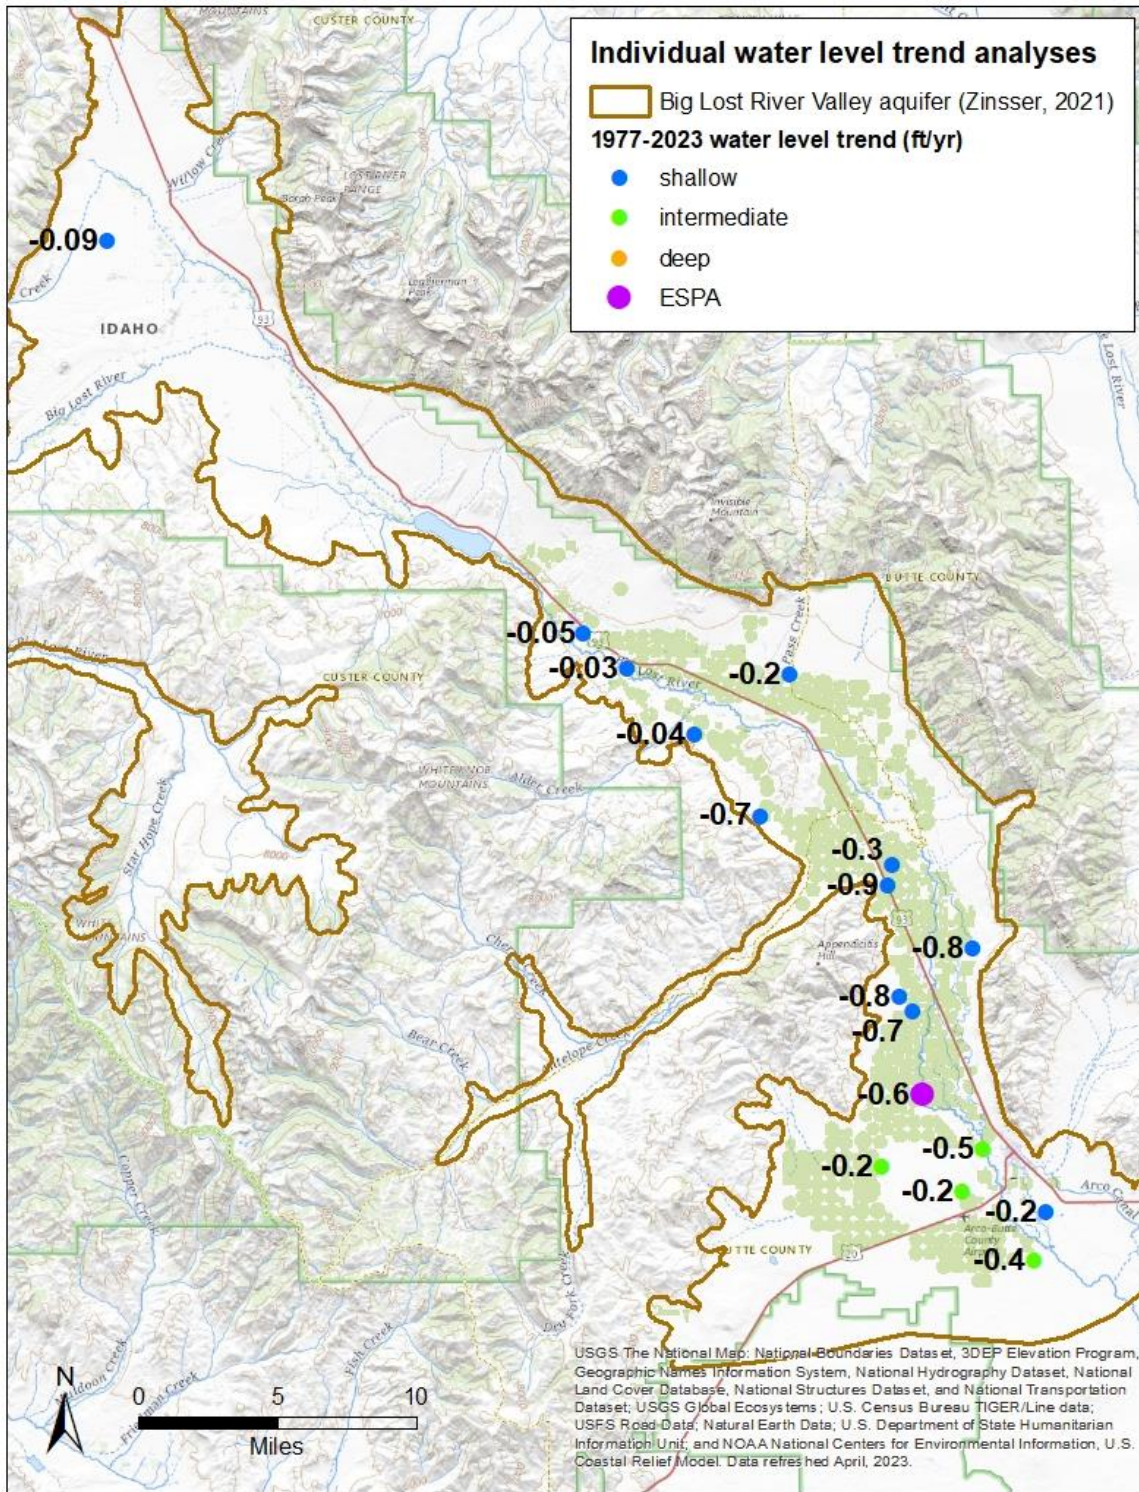 MOUNTAINS
CUSTER COUNTY
Individual water level trend analyses
Big Lost River Valley aquifer (Zinsser, 2021)
1977-2023 water level trend (ft/yr)
shallow
intermediate
deep
ESPA
Willow Creek
LOST RIVER
RANGE
Borah Peak
-0.09
Creek
Leatherman
Peak
IDAHO
93
Lost River
Big Lost River
Invisible
Mountain
8000
BUTTE COUNTY
-0.05
Pass Creek
-0.03
Lost River
-0.2
River
CUSTER COUNTY
-0.04
WHITE KNOB
MOUNTAINS
Alder Creek
-0.7
Star Hope Creek
8000
-0.3
-0.9
93
Appendicitis
Hill
-0.8
-0.8
-0.7
Bear Creek
-0.6
-0.5
-0.2
-0.2
Arco Canal
-0.2
Copper Creek
BUTTE COUNTY
20
-0.4
Dry Fork Creek
Fish Creek
N
0 5 10
Miles
USGS The National Map: National Boundaries Dataset, 3DEP Elevation Program,
Geographic Names Information System, National Hydrography Dataset, National
Land Cover Database, National Structures Dataset, and National Transportation
Dataset; USGS Global Ecosystems; U.S. Census Bureau TIGER/Line data;
USFS Road Data; Natural Earth Data; U.S. Department of State Humanitarian
Information Unit; and NOAA National Centers for Environmental Information, U.S.
Coastal Relief Model. Data refreshed April, 2023.